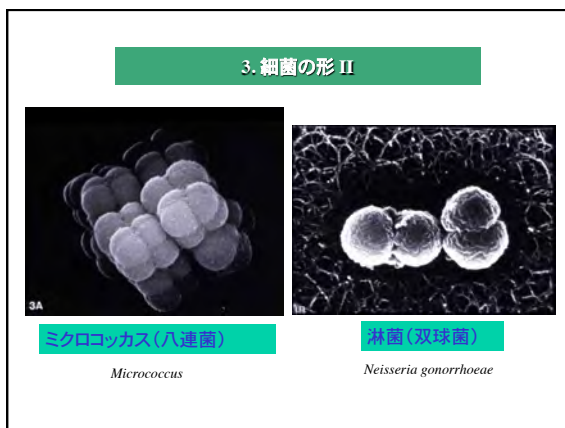 3. 細菌の形 II
3A
ミクロコッカス(八連菌)
Micrococcus
淋菌(双球菌)
Neisseria gonorrhoeae